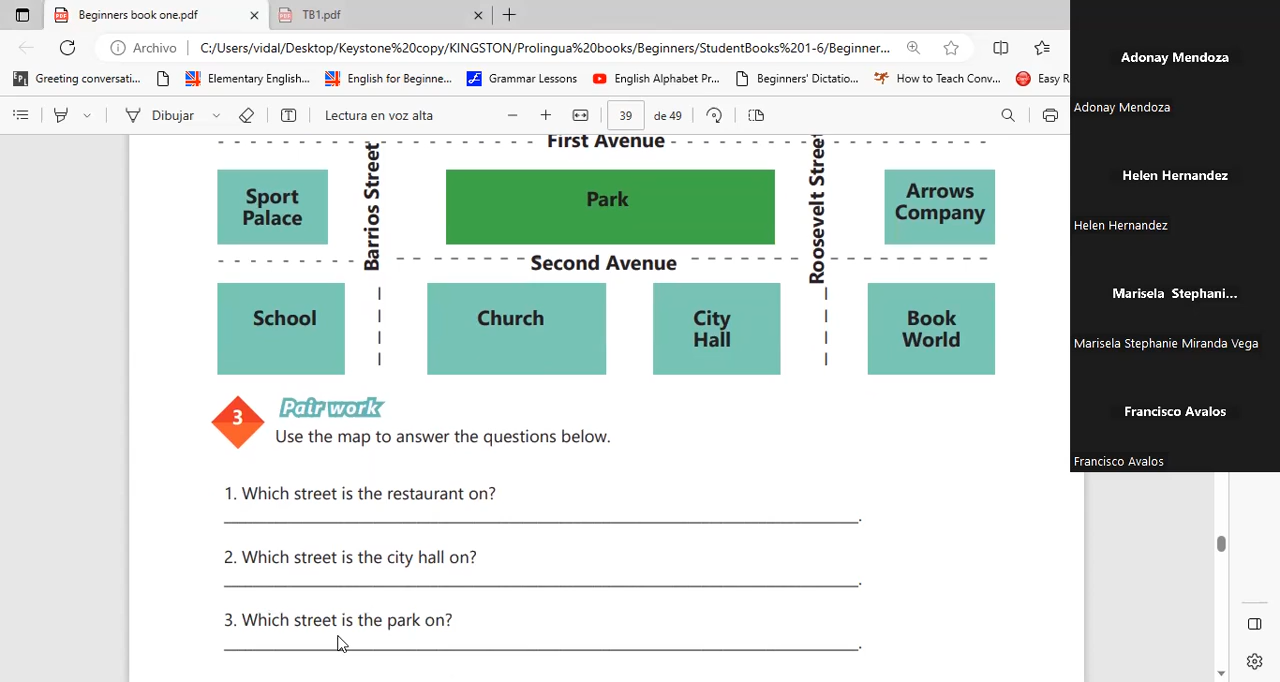 Beginners book one.pdf
TB1.pdf
Archivo
C:/Users/vidal/Desktop/Keystone%20copy/KINGSTON/Prolingua%20books/Beginners/StudentBooks%201-6/Beginner...
Greeting conversati...
Elementary English...
English for Beginne...
Grammar Lessons
English Alphabet Pr...
Beginners' Dictatio...
How to Teach Conv...
Easy R
Dibujar
Lectura en voz alta
39
de 49
First Avenue
Barrios Street
Roosevelt Street
Sport
Palace
Park
Arrows
Company
Second Avenue
School
Church
City
Hall
Book
World
3
Pair work
Use the map to answer the questions below.
1. Which street is the restaurant on?
2. Which street is the city hall on?
3. Which street is the park on?
Adonay Mendoza
Adonay Mendoza
Helen Hernandez
Helen Hernandez
Marisela Stephani...
Marisela Stephanie Miranda Vega
Francisco Avalos
Francisco Avalos